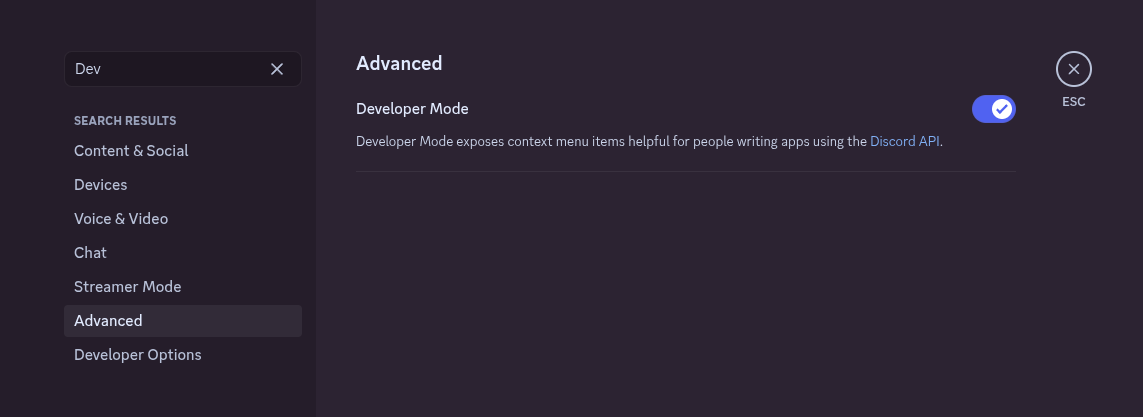 Dev
SEARCH RESULTS
Content & Social
Devices
Voice & Video
Chat
Streamer Mode
Advanced
Developer Options
Advanced
Developer Mode
Developer Mode exposes context menu items helpful for people writing apps using the Discord API.
ESC